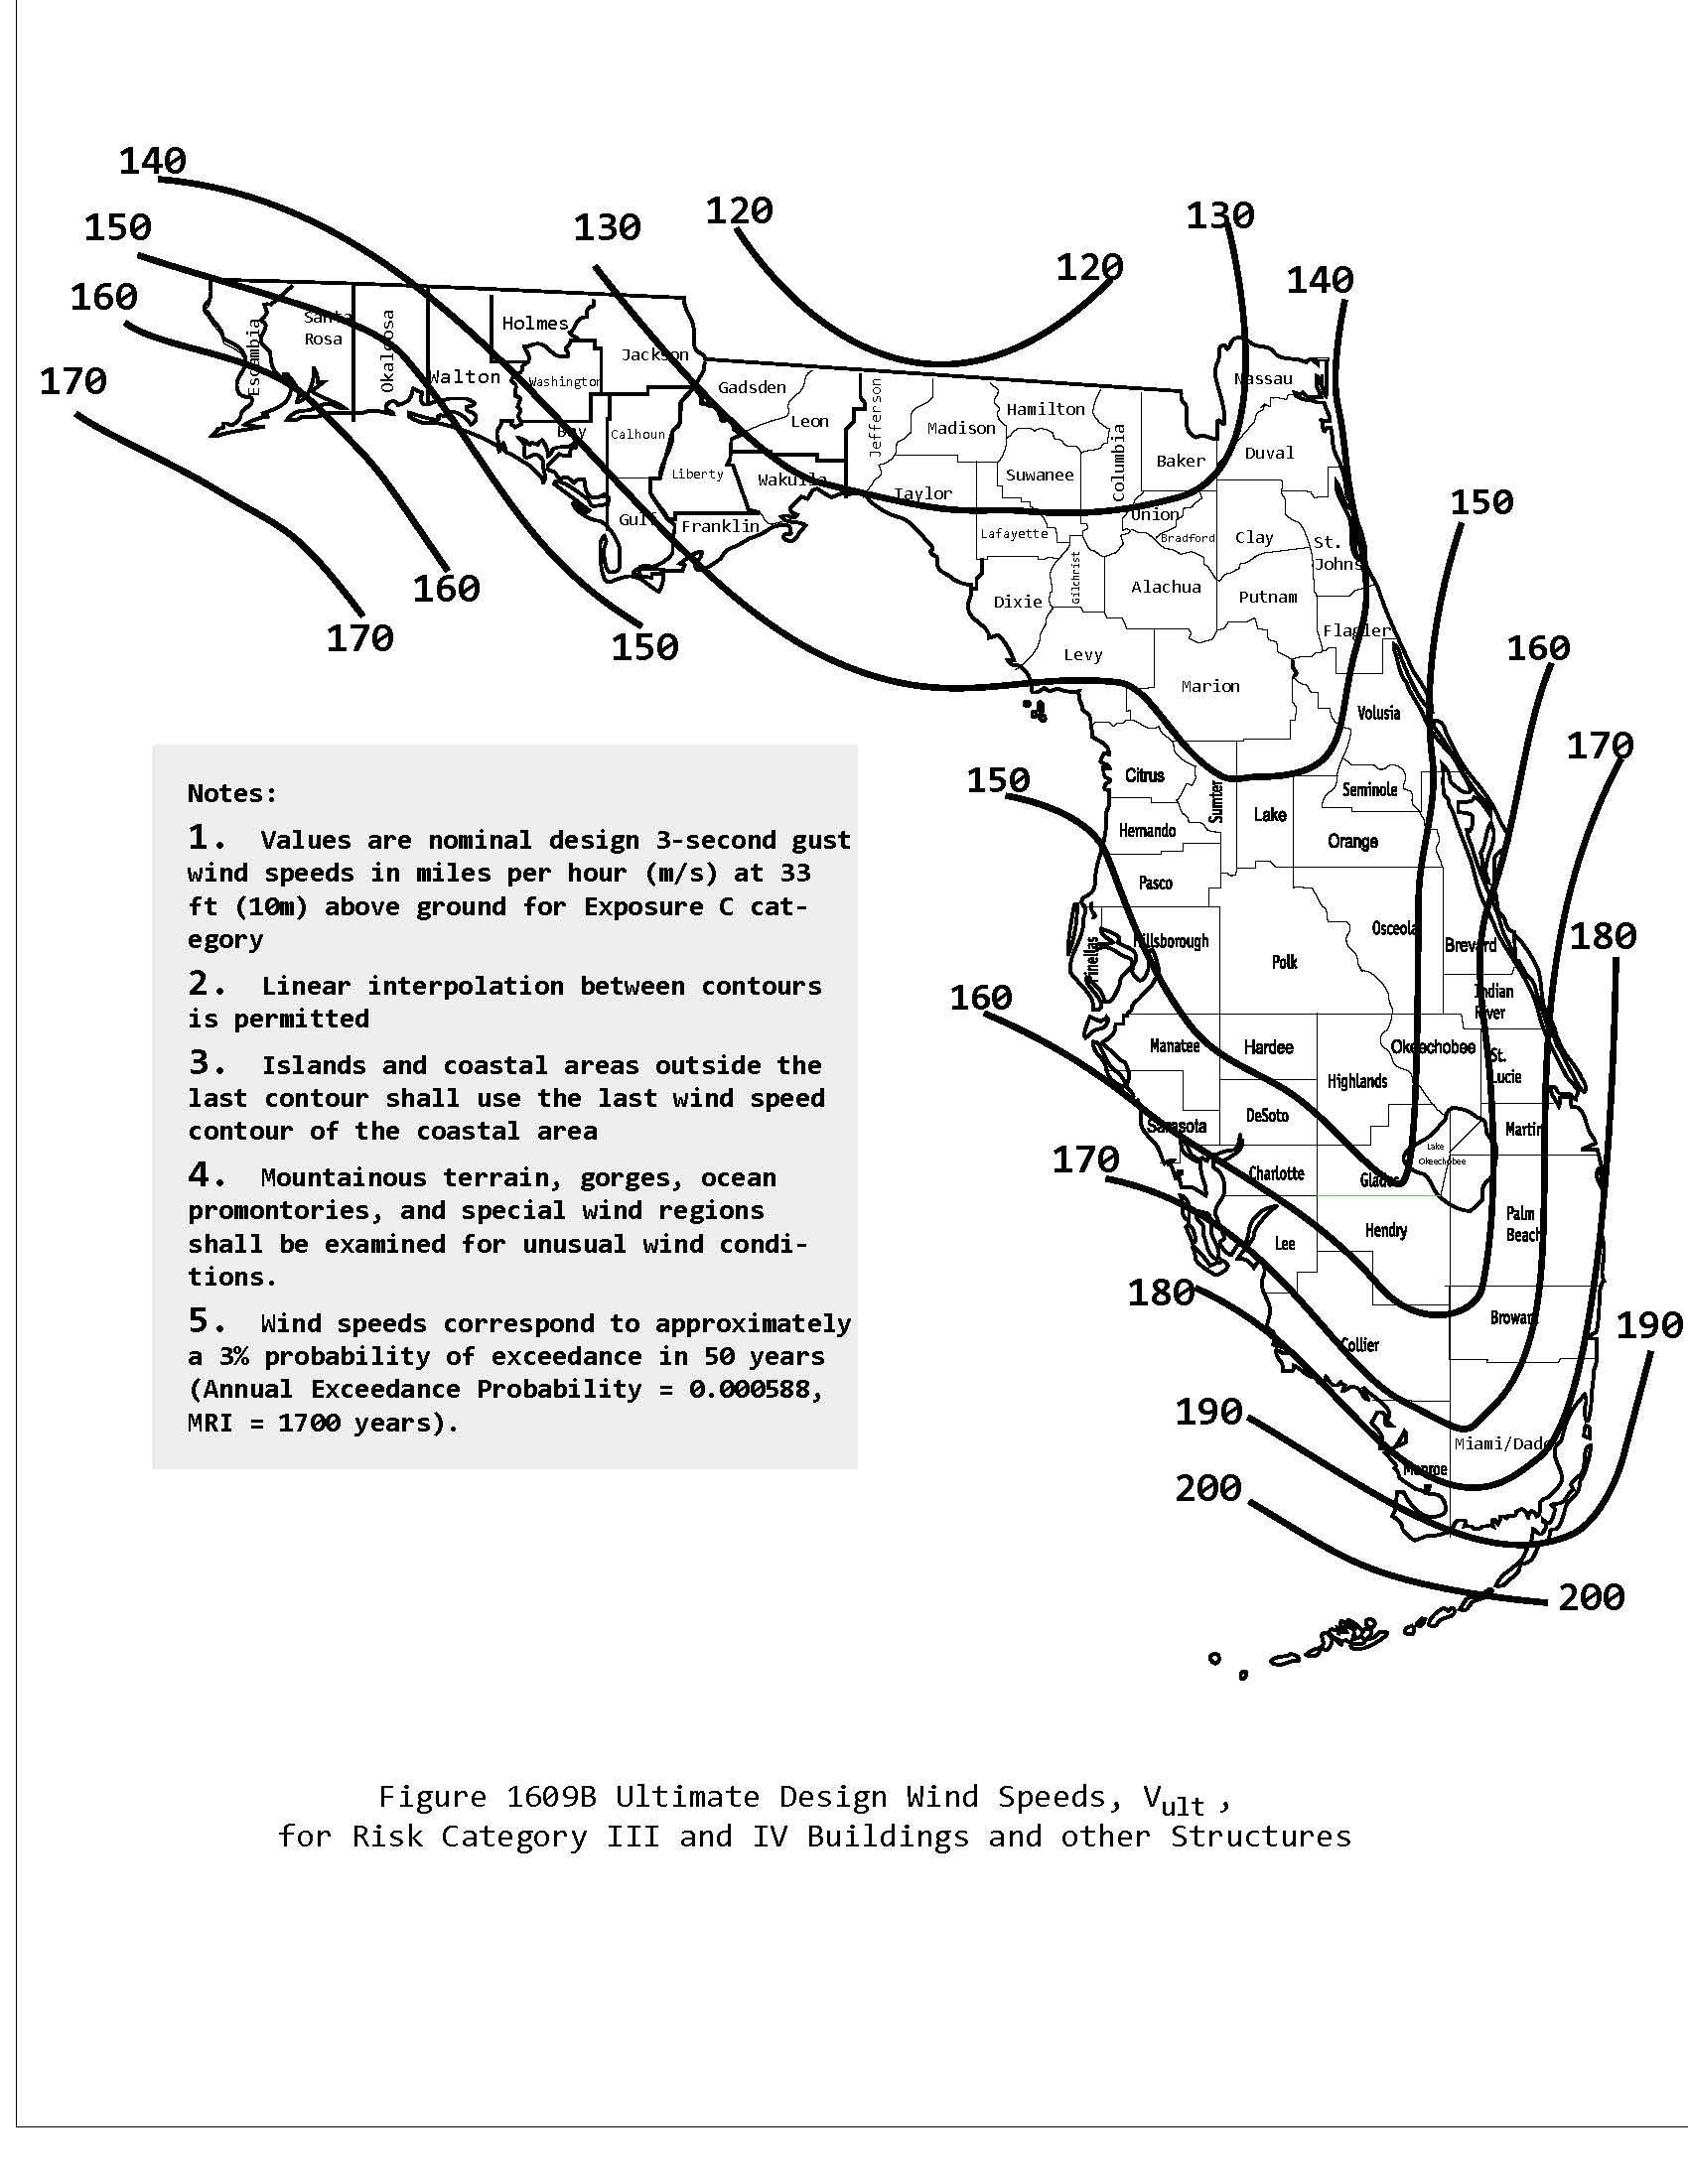 140
120
130
150
130
120
140
160
170
Santa
Rosa
Escambia
Okaloosa
Walton
Holmes
Washington
Jackson
Bay
Calhoun
Gadsden
Leon
Liberty
Wakulla
Gulf
Franklin
Jefferson
Madison
Hamilton
Taylor
Suwanee
Columbia
Baker
Nassau
Duval
Union
Bradford
Lafayette
Clay
St.
Johns
Gilchrist
Dixie
Alachua
Putnam
Flagler
Levy
Marion
Volusia
150
160
170
160
150
170
150
Citrus
Sumter
Seminole
Lake
Hernando
Orange
Pasco
Osceola
Pinellas
Hillsborough
Polk
Brevard
180
160
Indian
River
Manatee
Hardee
Okeechobee
St.
Lucie
Highlands
DeSoto
Sarasota
Martin
Lake
Okeechobee
170
Charlotte
Glades
Palm
Beach
Hendry
Lee
180
Broward
190
Collier
190
Miami/Dade
Monroe
200
200
Notes:
1. Values are nominal design 3-second gust
wind speeds in miles per hour (m/s) at 33
ft (10m) above ground for Exposure C cat-
egory
2. Linear interpolation between contours
is permitted
3. Islands and coastal areas outside the
last contour shall use the last wind speed
contour of the coastal area
4. Mountainous terrain, gorges, ocean
promontories, and special wind regions
shall be examined for unusual wind condi-
tions.
5. Wind speeds correspond to approximately
a 3% probability of exceedance in 50 years
(Annual Exceedance Probability = 0.000588,
MRI = 1700 years).
Figure 1609B Ultimate Design Wind Speeds, Vult ,
for Risk Category III and IV Buildings and other Structures